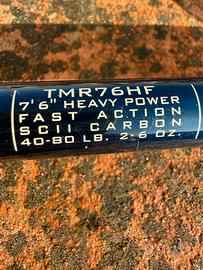 TMR76HF
7'6" HEAVY POWER
FAST ACTION
SCII CARBON
40-80 LB. 2-6 OZ.